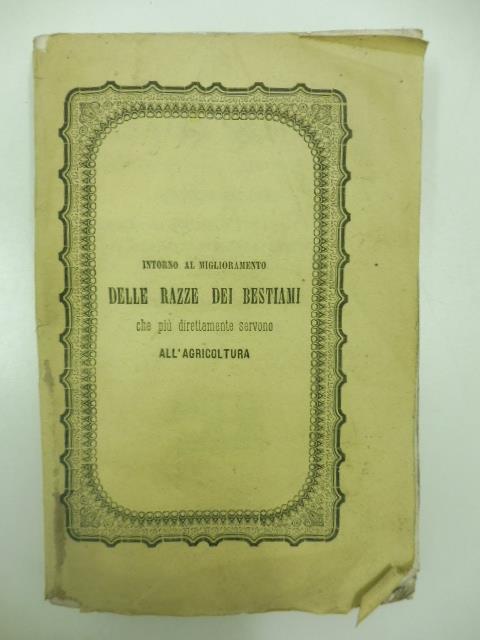 INTORNO AL MIGLIORAMENTO
DELLE RAZZE DEI BESTIAMI
che più direttamente servono
ALL'AGRICOLTURA